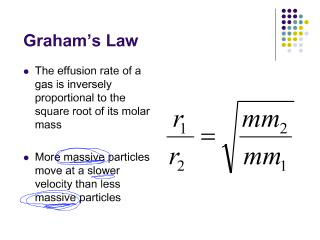 Graham's Law
The effusion rate of a
gas is inversely
proportional to the
square root of its molar
mass
More massive particles
move at a slower
velocity than less
massive particles
r₁/r₂ = √(mm₂/mm₁)